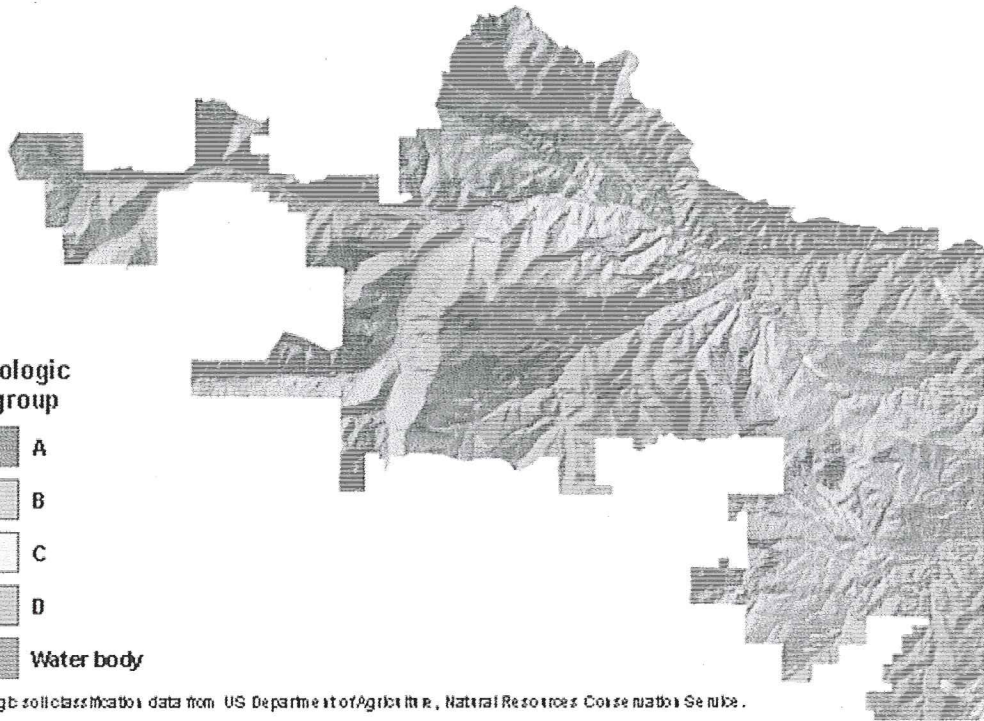 ologic
group
A
B
C
D
Water body
soil classification data from US Department of Agriculture, Natural Resources Conservation Service.